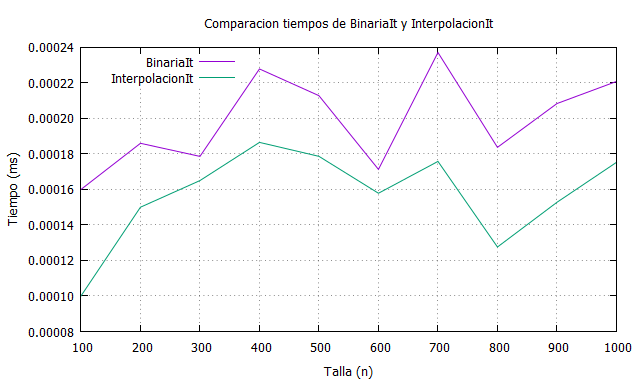 Comparacion tiempos de BinariaIt y InterpolacionIt
BinariaIt
InterpolacionIt
0.00024
0.00022
0.00020
0.00018
0.00016
0.00014
0.00012
0.00010
0.00008
Tiempo (ms)
100 200 300 400 500 600 700 800 900 1000
Talla (n)